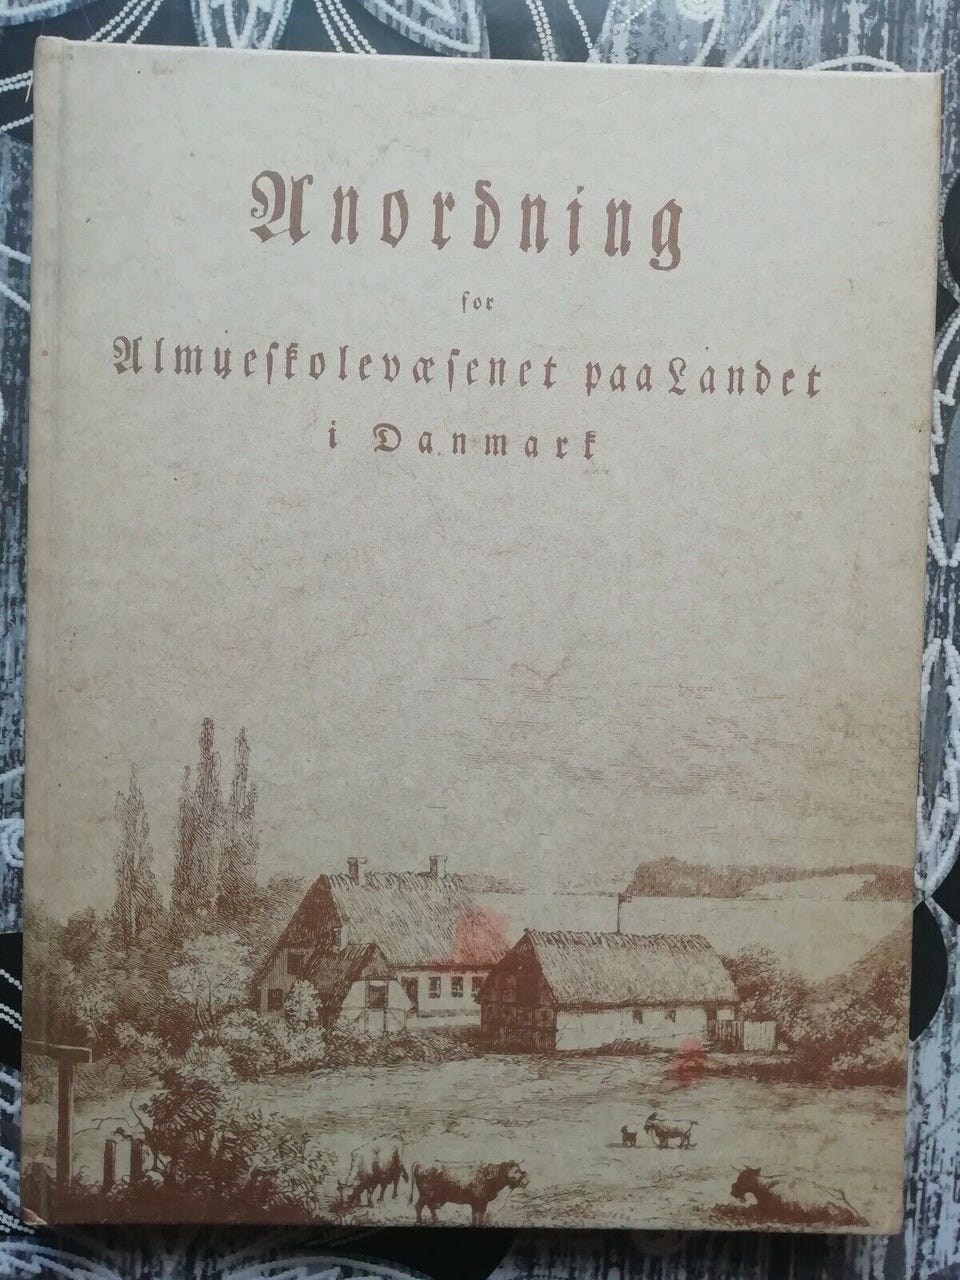 Anordning
for
Almueskolevæsenet paa Landet
i Danmark